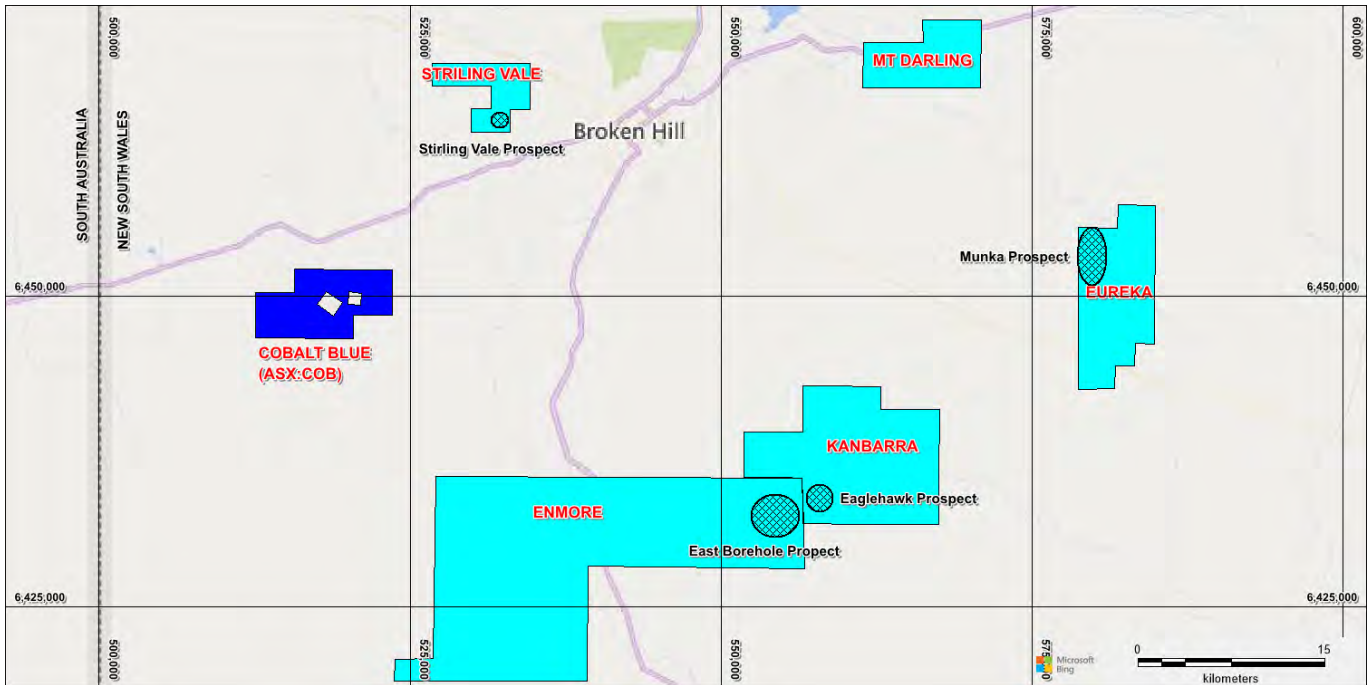 500,000
525,000
550,000
575,000
600,000
STRILING VALE
MT DARLING
Broken Hill
Stirling Vale Prospect
SOUTH AUSTRALIA
NEW SOUTH WALES
Munka Prospect
6,450,000
EUREKA
6,450,000
COBALT BLUE
(ASX:COB)
KANBARRA
Eaglehawk Prospect
ENMORE
East Borehole Propect
6,425,000
6,425,000
500,000
525,000
550,000
575,000
Microsoft
Bing
0
15
kilometers